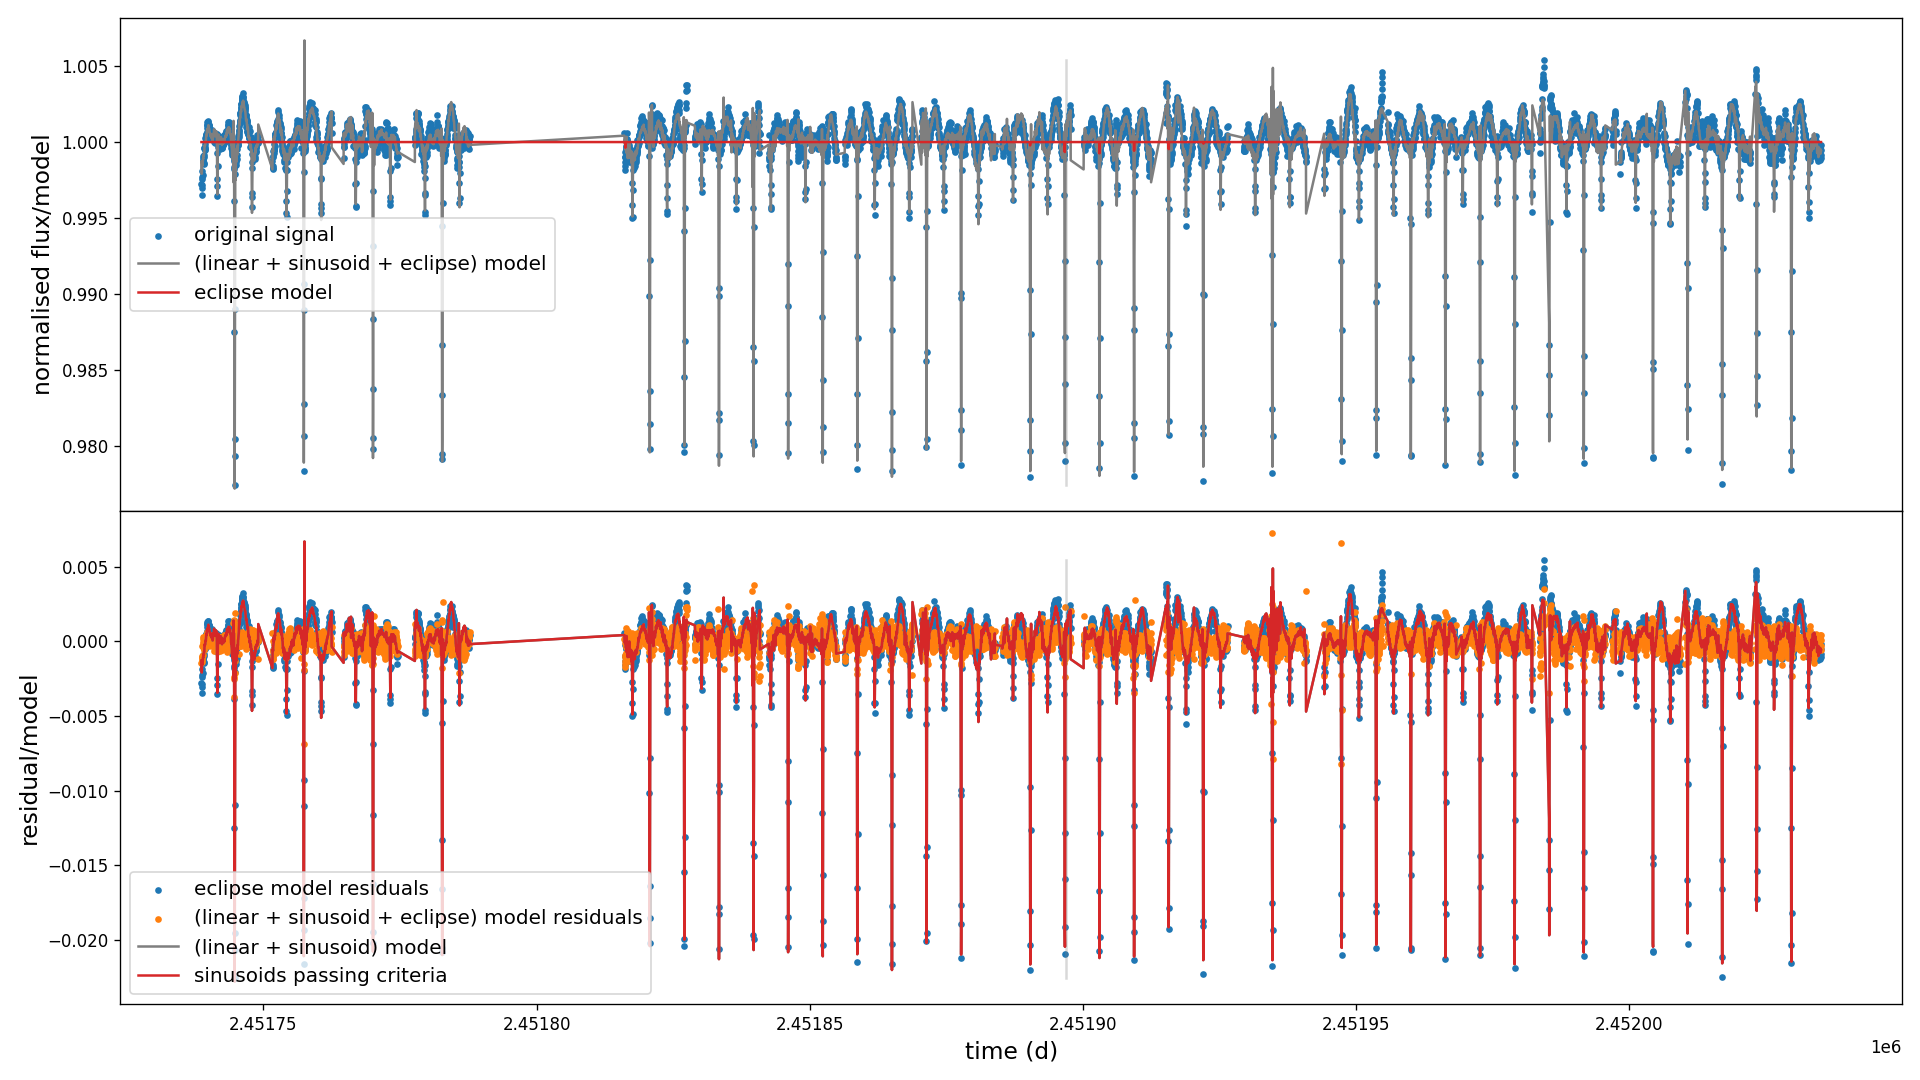 normalised flux/model
1.005
1.000
0.995
0.990
0.985
0.980
original signal
(linear + sinusoid + eclipse) model
eclipse model
residual/model
0.005
0.000
−0.005
−0.010
−0.015
−0.020
eclipse model residuals
(linear + sinusoid + eclipse) model residuals
(linear + sinusoid) model
sinusoids passing criteria
2.45175 2.45180 2.45185 2.45190 2.45195 2.45200
time (d)
1e6